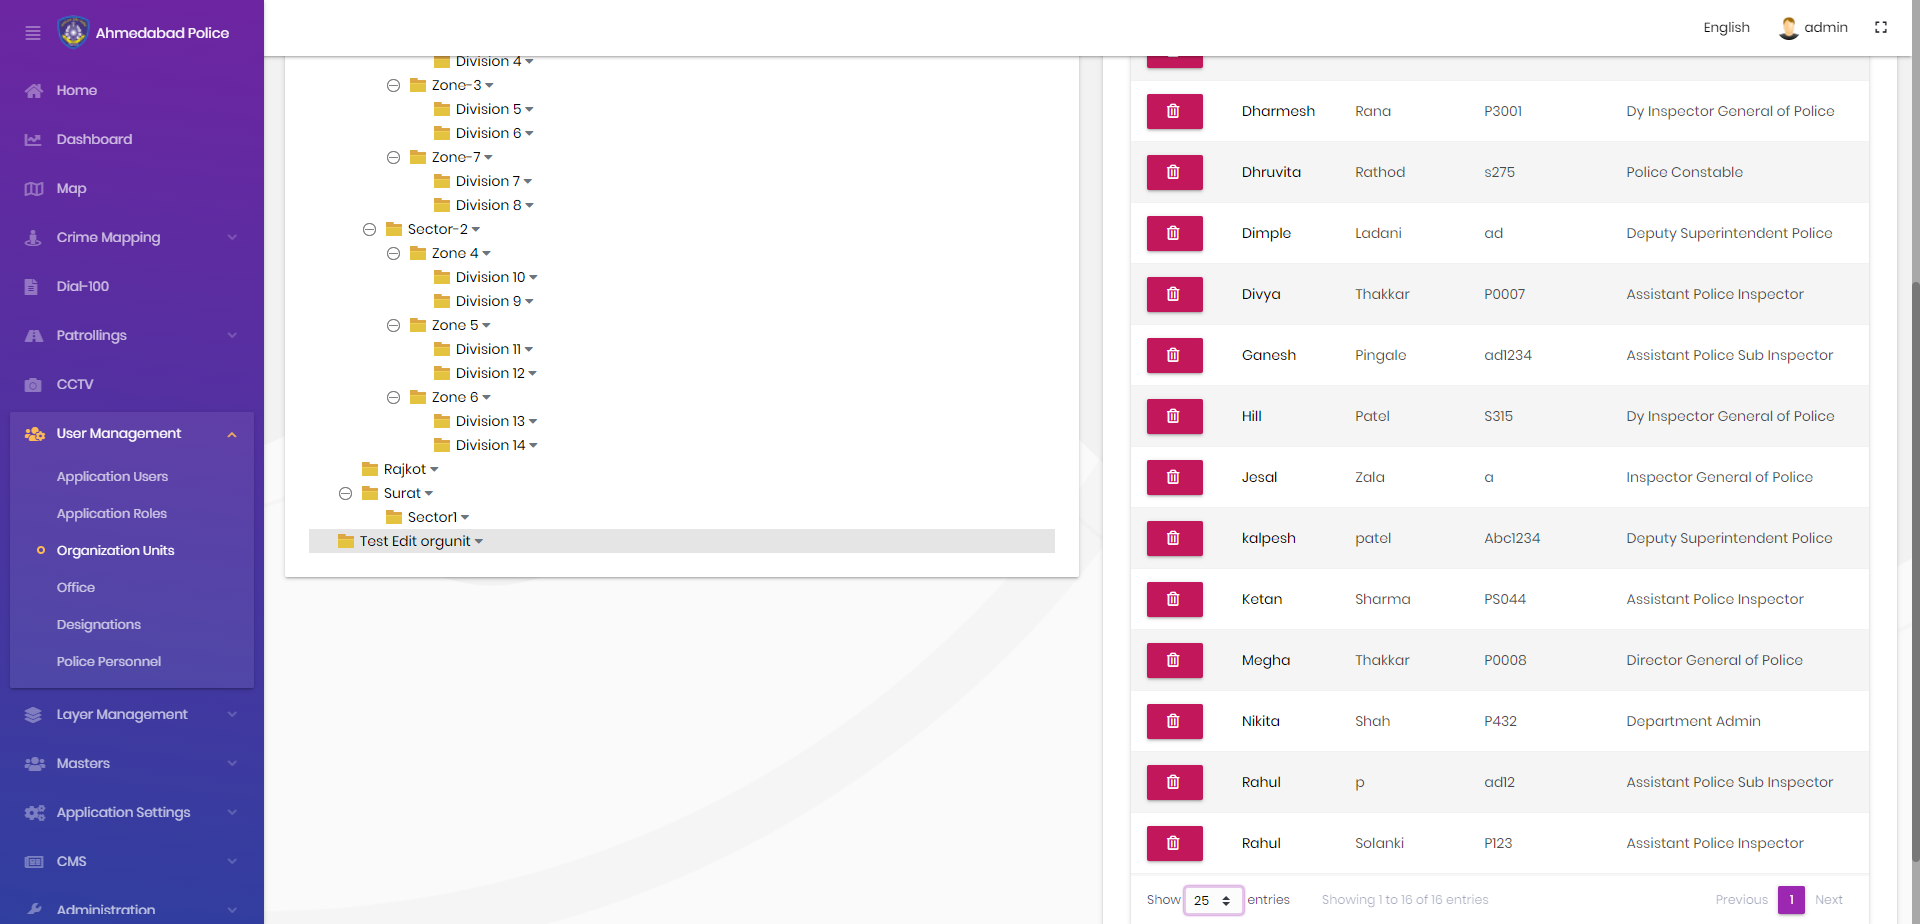 Ahmedabad Police
English
admin
Home
Dashboard
Map
Crime Mapping
Dial-100
Patrollings
CCTV
User Management
Application Users
Application Roles
Organization Units
Office
Designations
Police Personnel
Layer Management
Masters
Application Settings
CMS
Administration
Division 4
Zone-3
Division 5
Division 6
Zone-7
Division 7
Division 8
Sector-2
Zone 4
Division 10
Division 9
Zone 5
Division 11
Division 12
Zone 6
Division 13
Division 14
Rajkot
Surat
Sector1
Test Edit orgunit
Dharmesh Rana P3001 Dy Inspector General of Police
Dhruvita Rathod s275 Police Constable
Dimple Ladani ad Deputy Superintendent Police
Divya Thakkar P0007 Assistant Police Inspector
Ganesh Pingale ad1234 Assistant Police Sub Inspector
Hill Patel S315 Dy Inspector General of Police
Jesal Zala a Inspector General of Police
kalpesh patel Abc1234 Deputy Superintendent Police
Ketan Sharma PS044 Assistant Police Inspector
Megha Thakkar P0008 Director General of Police
Nikita Shah P432 Department Admin
Rahul p ad12 Assistant Police Sub Inspector
Rahul Solanki P123 Assistant Police Inspector
Show 25 entries Showing 1 to 16 of 16 entries Previous 1 Next